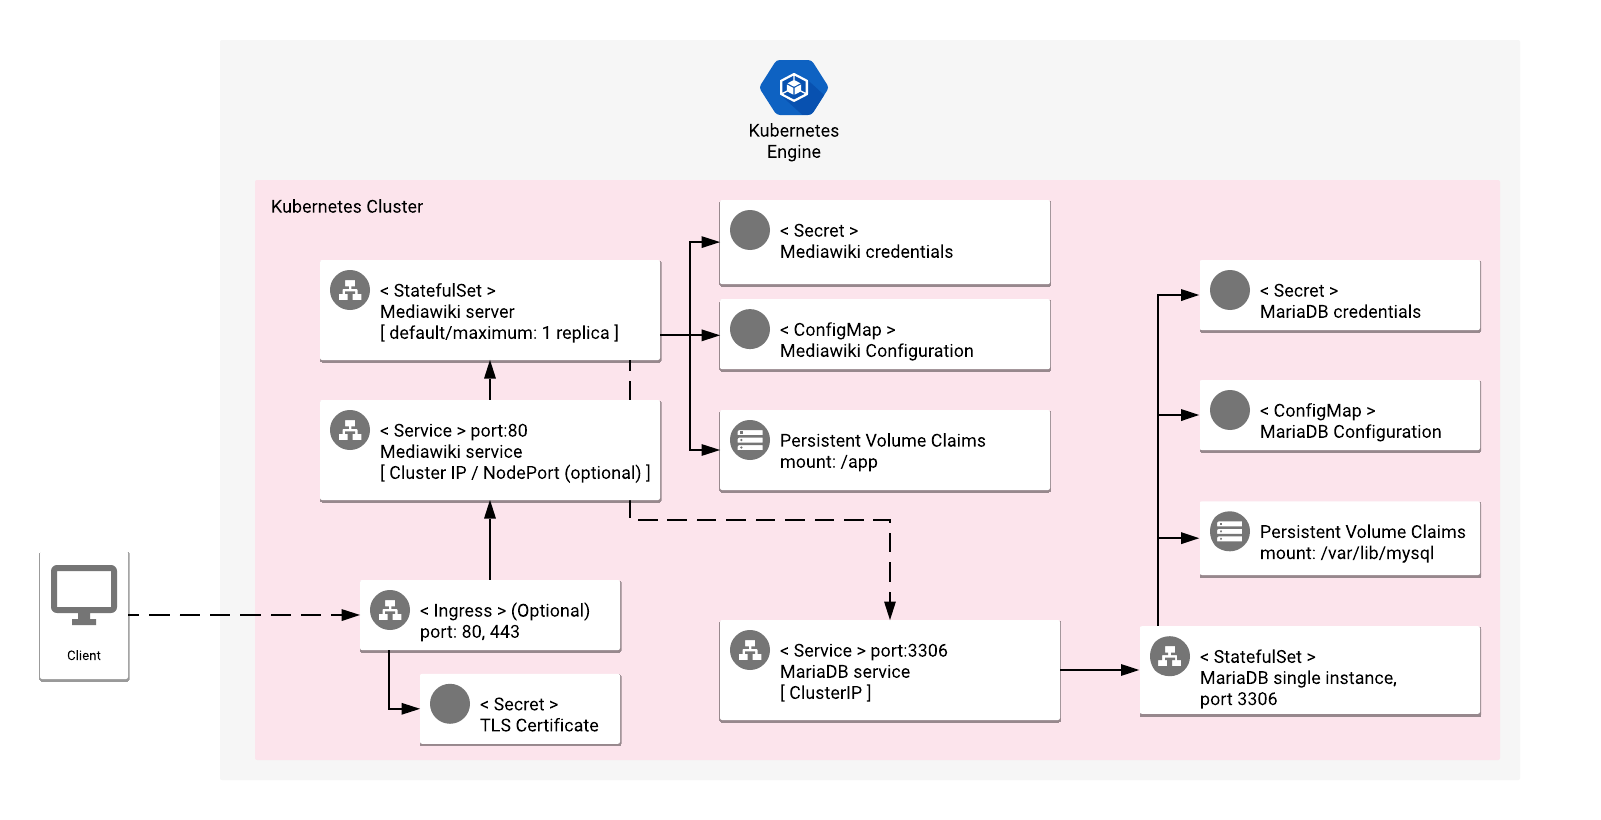 Kubernetes
Engine
Kubernetes Cluster
< StatefulSet >
Mediawiki server
[ default/maximum: 1 replica ]
< Service > port:80
Mediawiki service
[ Cluster IP / NodePort (optional) ]
< Ingress > (Optional)
port: 80, 443
< Secret >
TLS Certificate
Client
< Secret >
Mediawiki credentials
< ConfigMap >
Mediawiki Configuration
Persistent Volume Claims
mount: /app
< Service > port:3306
MariaDB service
[ ClusterIP ]
< Secret >
MariaDB credentials
< ConfigMap >
MariaDB Configuration
Persistent Volume Claims
mount: /var/lib/mysql
< StatefulSet >
MariaDB single instance,
port 3306